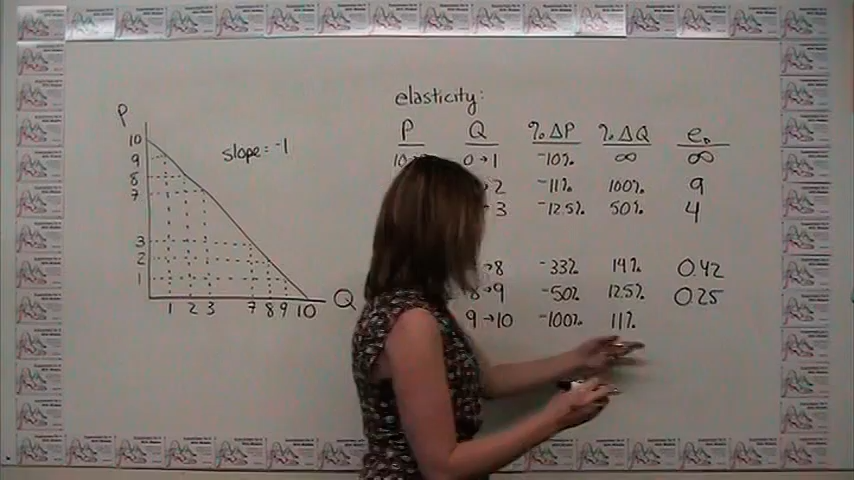 elasticity:
P Q %ΔP %ΔQ eD
10 0→1 -10% ∞ ∞
2 -11% 100% 9
3 -12.5% 50% 4
→8 -33% 14% 0.42
8→9 -50% 12.5% 0.25
9→10 -100% 11%
P
slope = -1
10
9
8
7
3
2
1
1 2 3 7 8 9 10 Q